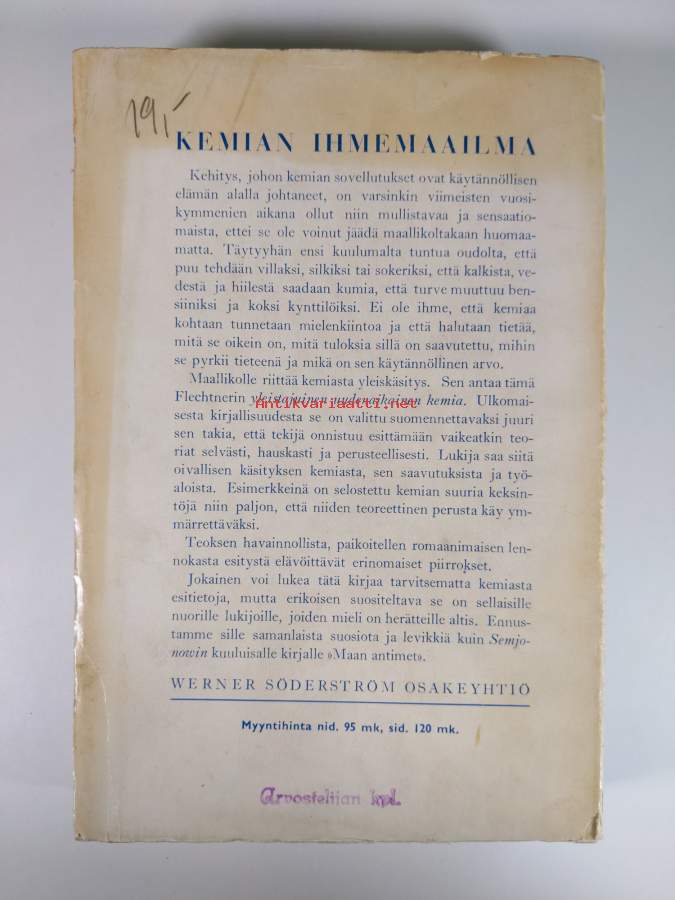 19,-
KEMIAN IHMEMAAILMA
Kehitys, johon kemian sovellutukset ovat käytännöllisen
elämän alalla johtaneet, on varsinkin viimeisten vuosi-
kymmenien aikana ollut niin mullistavaa ja sensaatio-
maista, ettei se ole voinut jäädä maallikoltakaan huomaa-
matta. Täytyyhän ensi kuulumalta tuntua oudolta, että
puu tehdään villaksi, silkiksi tai sokeriksi, että kalkista, ve-
destä ja hiilestä saadaan kumia, että turve muuttuu ben-
siiniksi ja koksi kynttilöiksi. Ei ole ihme, että kemiaa
kohtaan tunnetaan mielenkiintoa ja että halutaan tietää,
mitä se oikein on, mitä tuloksia sillä on saavutettu, mihin
se pyrkii tieteenä ja mikä on sen käytännöllinen arvo.
Maallikolle riittää kemiasta yleiskäsitys. Sen antaa tämä
Flechtnerin yleistajuinen uudenaikainen kemia. Ulkomai-
Antikvariaatti.net
sesta kirjallisuudesta se on valittu suomennettavaksi juuri
sen takia, että tekijä onnistuu esittämään vaikeatkin teo-
riat selvästi, hauskasti ja perusteellisesti. Lukija saa siitä
oivallisen käsityksen kemiasta, sen saavutuksista ja työ-
aloista. Esimerkkeinä on selostettu kemian suuria keksin-
töjä niin paljon, että niiden teoreettinen perusta käy ym-
märrettäväksi.
Teoksen havainnollista, paikoitellen romaanimaisen len-
nokasta esitystä elävöittävät erinomaiset piirrokset.
Jokainen voi lukea tätä kirjaa tarvitsematta kemiasta
esitietoja, mutta erikoisen suositeltava se on sellaisille
nuorille lukijoille, joiden mieli on herätteille altis. Ennus-
tamme sille samanlaista suosiota ja levikkiä kuin Semjo-
nowin kuuluisalle kirjalle »Maan antimet».
WERNER SÖDERSTRÖM OSAKEYHTIÖ
Myyntihinta nid. 95 mk, sid. 120 mk.
Arvostelijan kpl.